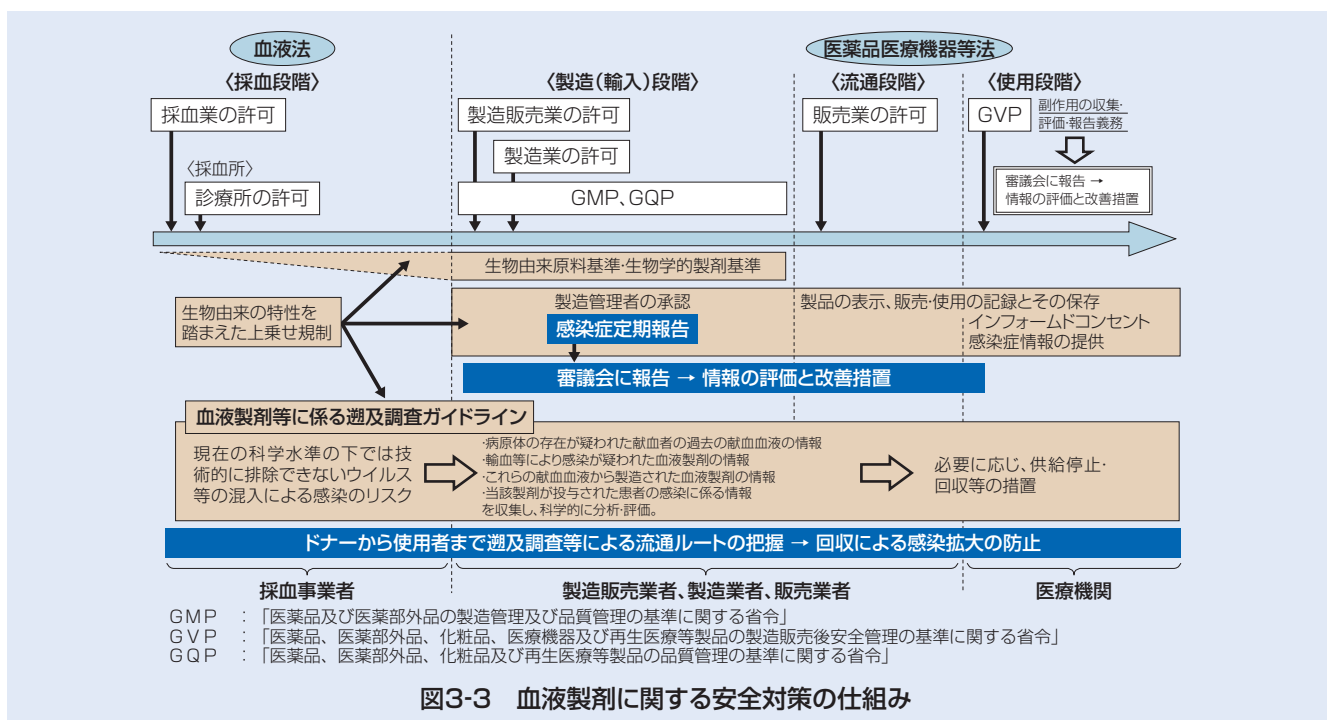 血液法
医薬品医療機器等法
〈採血段階〉
〈製造(輸入)段階〉
〈流通段階〉
〈使用段階〉
採血業の許可
製造販売業の許可
販売業の許可
GVP
副作用の収集・
評価・報告義務
製造業の許可
〈採血所〉
診療所の許可
GMP、GQP
審議会に報告 →
情報の評価と改善措置
生物由来原料基準・生物学的製剤基準
生物由来の特性を
踏まえた上乗せ規制
製造管理者の承認
製品の表示、販売・使用の記録とその保存
インフォームドコンセント
感染症情報の提供
感染症定期報告
審議会に報告 → 情報の評価と改善措置
血液製剤等に係る遡及調査ガイドライン
現在の科学水準の下では技
術的に排除できないウイルス
等の混入による感染のリスク
・病原体の存在が疑われた献血者の過去の献血血液の情報
・輸血等により感染が疑われた血液製剤の情報
・これらの献血血液から製造された血液製剤の情報
・当該製剤が投与された患者の感染に係る情報
を収集し、科学的に分析・評価。
必要に応じ、供給停止・
回収等の措置
ドナーから使用者まで遡及調査等による流通ルートの把握 → 回収による感染拡大の防止
採血事業者
製造販売業者、製造業者、販売業者
医療機関
GMP ：「医薬品及び医薬部外品の製造管理及び品質管理の基準に関する省令」
GVP ：「医薬品、医薬部外品、化粧品、医療機器及び再生医療等製品の製造販売後安全管理の基準に関する省令」
GQP ：「医薬品、医薬部外品、化粧品及び再生医療等製品の品質管理の基準に関する省令」
図3-3 血液製剤に関する安全対策の仕組み